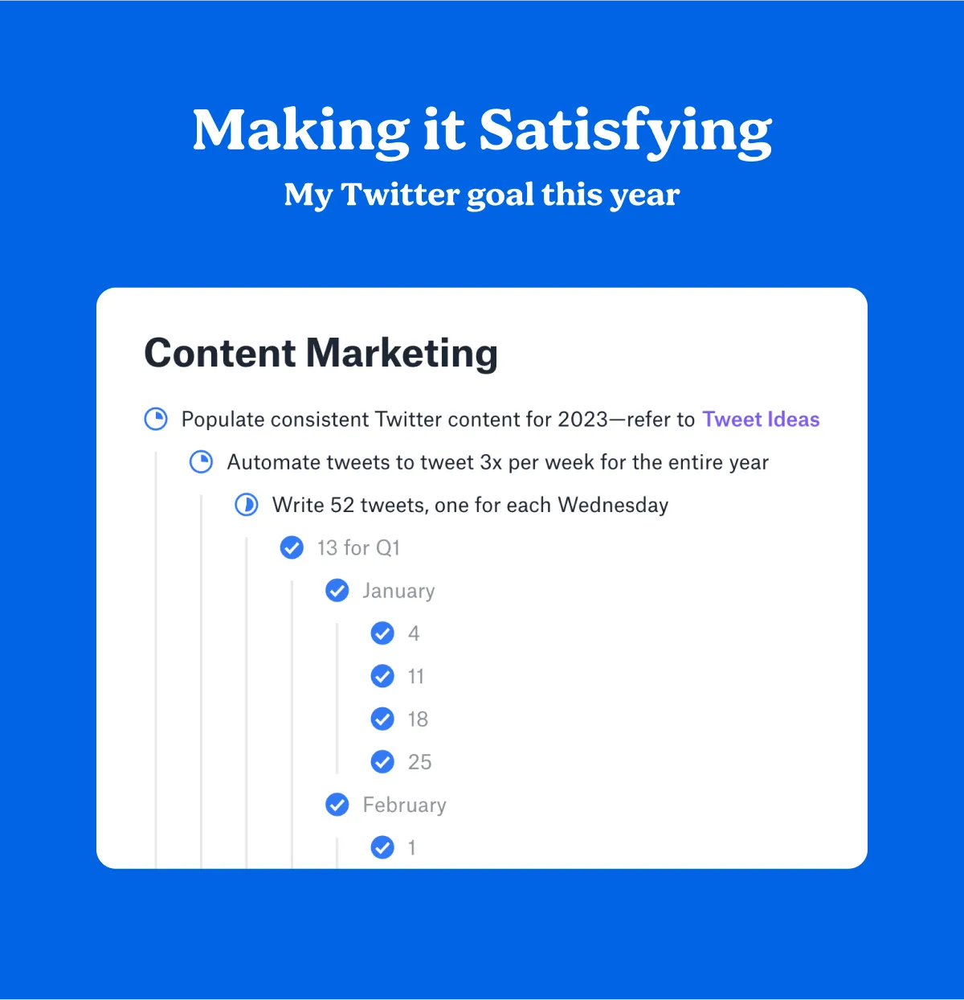 Making it Satisfying
My Twitter goal this year
Content Marketing
Populate consistent Twitter content for 2023—refer to Tweet Ideas
Automate tweets to tweet 3x per week for the entire year
Write 52 tweets, one for each Wednesday
13 for Q1
January
4
11
18
25
February
1